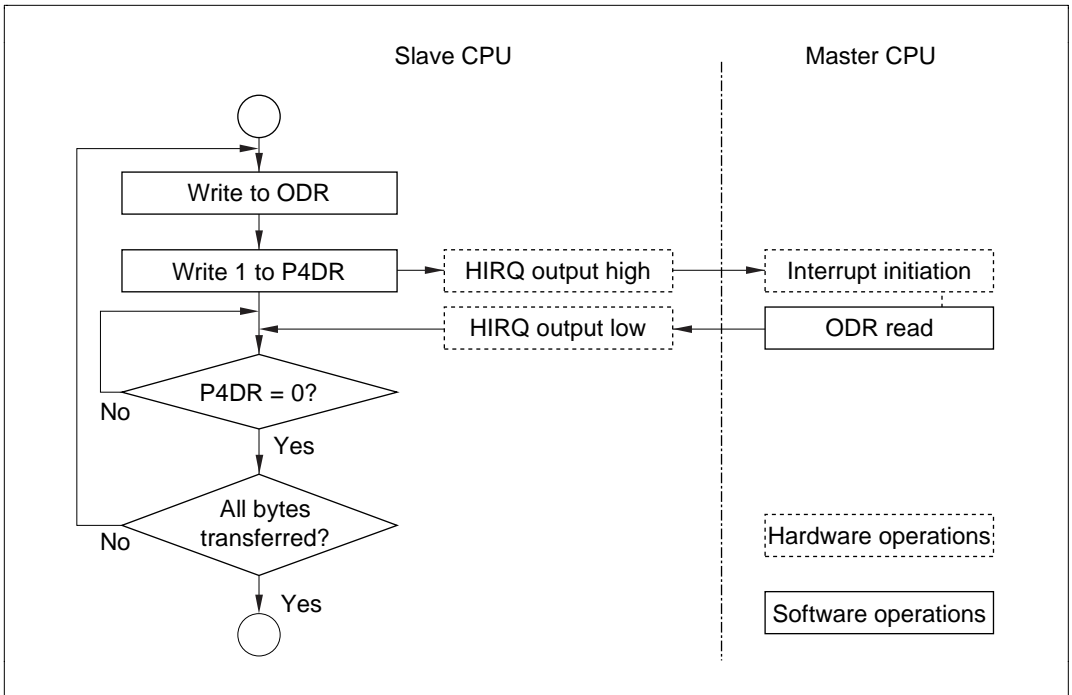 Slave CPU
Master CPU
Write to ODR
Write 1 to P4DR
HIRQ output high
Interrupt initiation
HIRQ output low
ODR read
P4DR = 0?
No
Yes
All bytes
transferred?
No
Yes
Hardware operations
Software operations